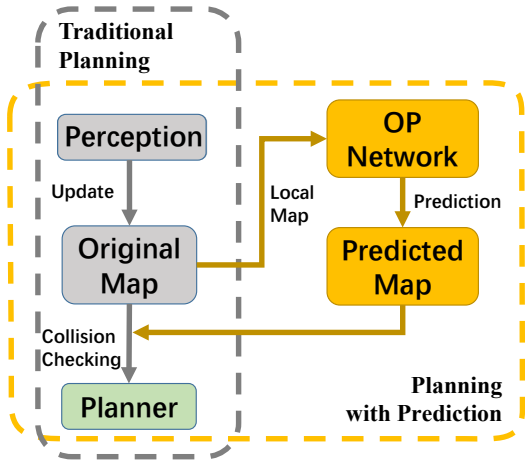 Traditional
Planning
Perception
Update
Original
Map
Collision
Checking
Planner
Local
Map
OP
Network
Prediction
Predicted
Map
Planning
with Prediction